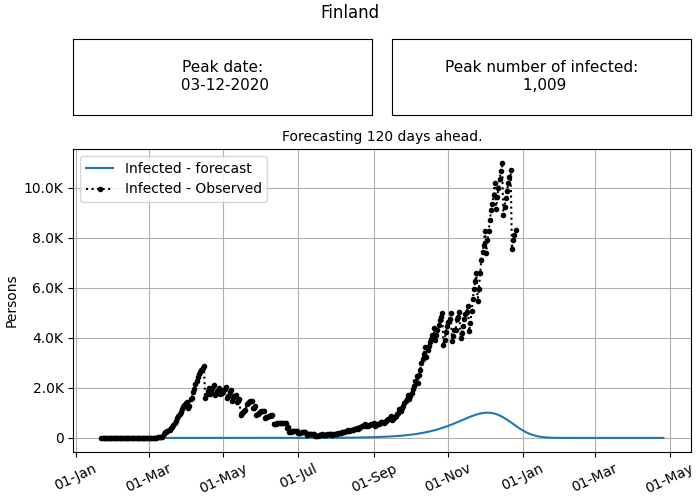 Finland
Peak date:
03-12-2020
Peak number of infected:
1,009
Forecasting 120 days ahead.
Infected - forecast
Infected - Observed
10.0K
8.0K
6.0K
4.0K
2.0K
0
Persons
01-Jan
01-Mar
01-May
01-Jul
01-Sep
01-Nov
01-Jan
01-Mar
01-May